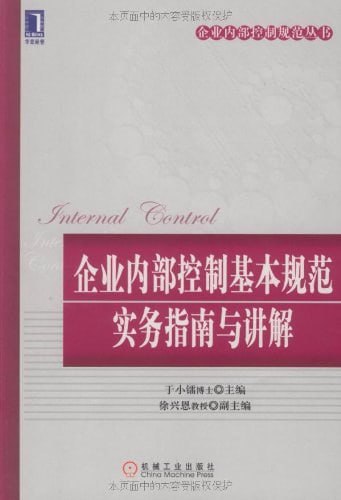 本页面中的内容受版权保护
华章经管
企业内部控制规范丛书
Internal Control
企业内部控制基本规范
实务指南与讲解
于小镭博士 主编
徐兴恩教授 副主编
机械工业出版社
China Machine Press
本页面中的内容受版权保护